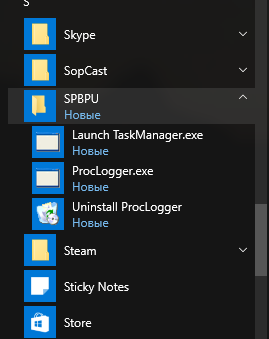 S
Skype
SopCast
SPBPU
Новые
Launch TaskManager.exe
Новые
ProcLogger.exe
Новые
Uninstall ProcLogger
Новые
Steam
Sticky Notes
Store